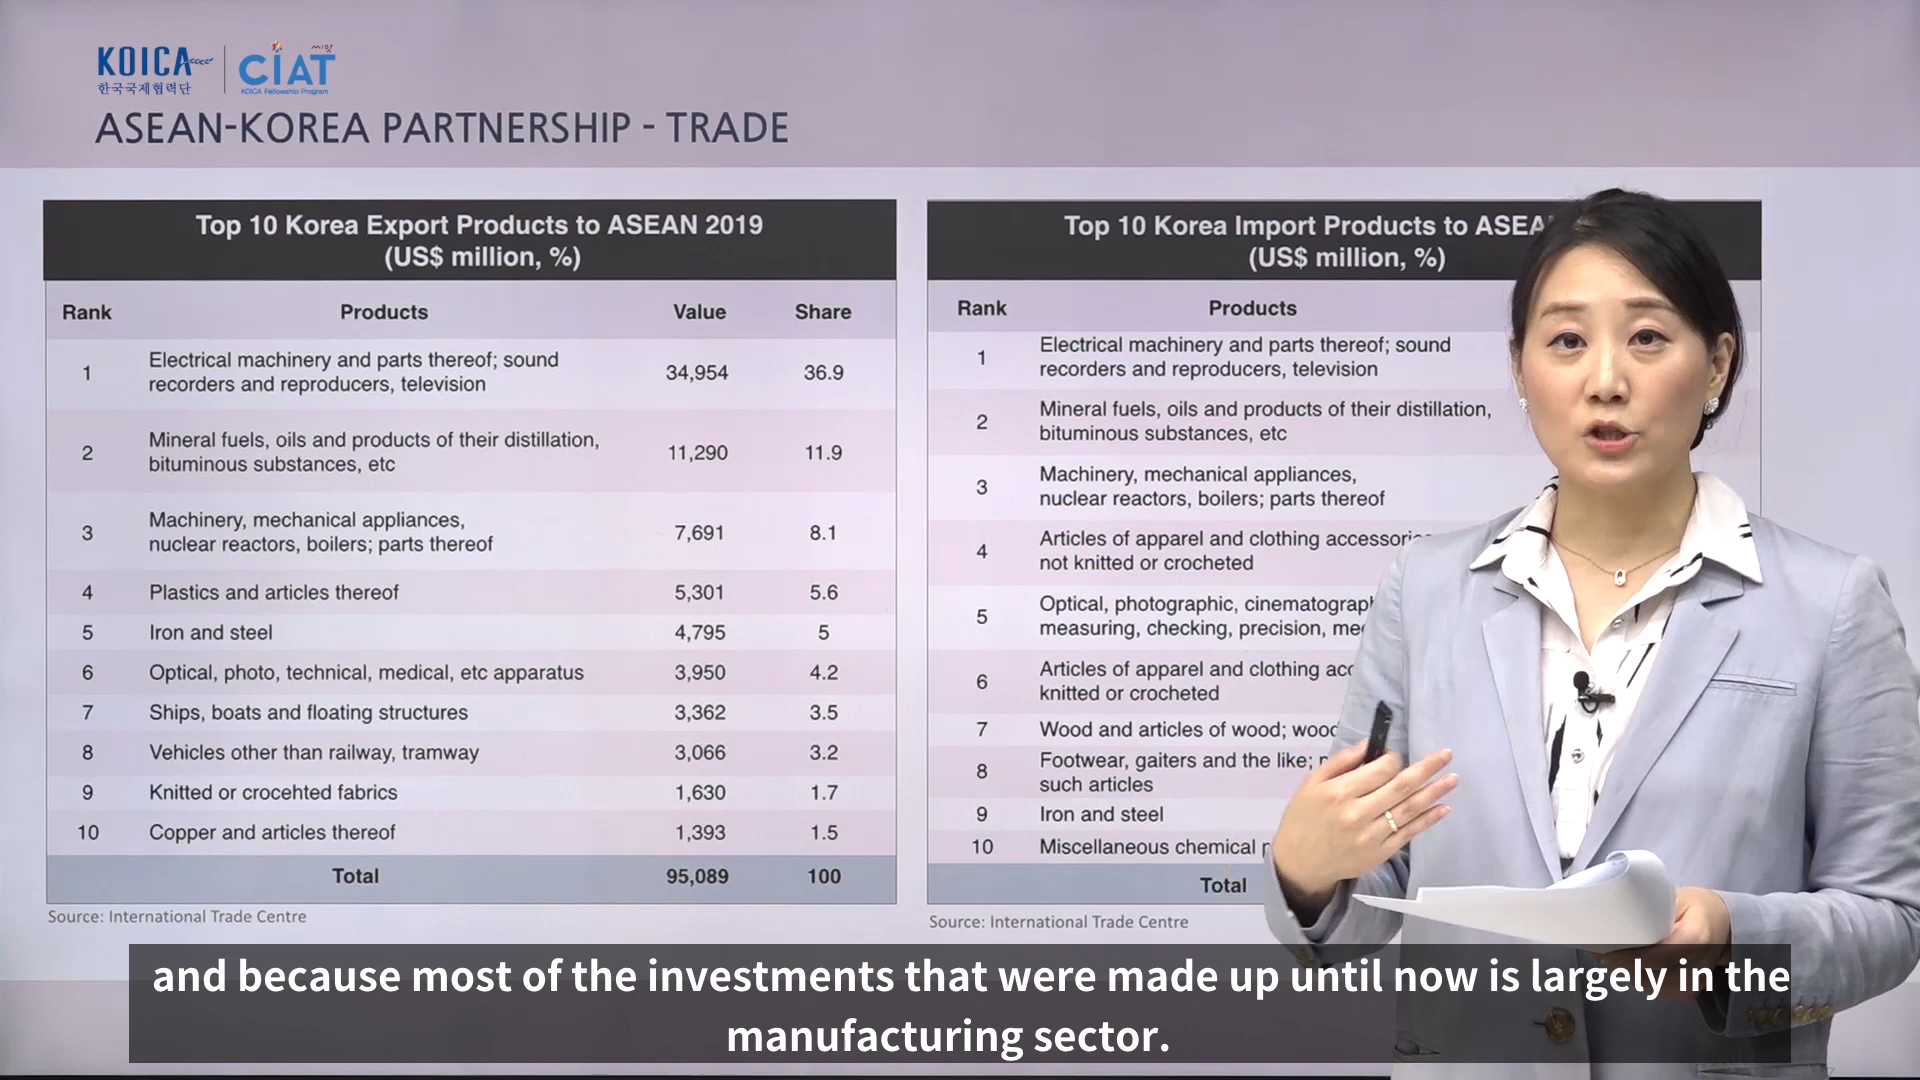 KOICA
한국국제협력단
CIAT
KOICA Fellowship Program
ASEAN-KOREA PARTNERSHIP - TRADE
Top 10 Korea Export Products to ASEAN 2019
(US$ million, %)
Rank Products Value Share
1 Electrical machinery and parts thereof; sound
recorders and reproducers, television 34,954 36.9
2 Mineral fuels, oils and products of their distillation,
bituminous substances, etc 11,290 11.9
3 Machinery, mechanical appliances,
nuclear reactors, boilers; parts thereof 7,691 8.1
4 Plastics and articles thereof 5,301 5.6
5 Iron and steel 4,795 5
6 Optical, photo, technical, medical, etc apparatus 3,950 4.2
7 Ships, boats and floating structures 3,362 3.5
8 Vehicles other than railway, tramway 3,066 3.2
9 Knitted or crocehted fabrics 1,630 1.7
10 Copper and articles thereof 1,393 1.5
Total 95,089 100
Source: International Trade Centre
Top 10 Korea Import Products to
(US$ million, %)
Rank Products
1 Electrical machinery and parts thereof; sound
recorders and reproducers, television
2 Mineral fuels, oils and products of their distillation,
bituminous substances, etc
3 Machinery, mechanical appliances,
nuclear reactors, boilers; parts thereof
4 Articles of apparel and clothing
not knitted or crocheted
5 Optical, photographic,
measuring, checking, precision,
6 Articles of apparel and clothing
knitted or crocheted
7 Wood and articles of wood;
8 Footwear, gaiters and the like;
such articles
9 Iron and steel
10 Miscellaneous chemical
Total
Source: International Trade Centre
and because most of the investments that were made up until now is largely in the
manufacturing sector.